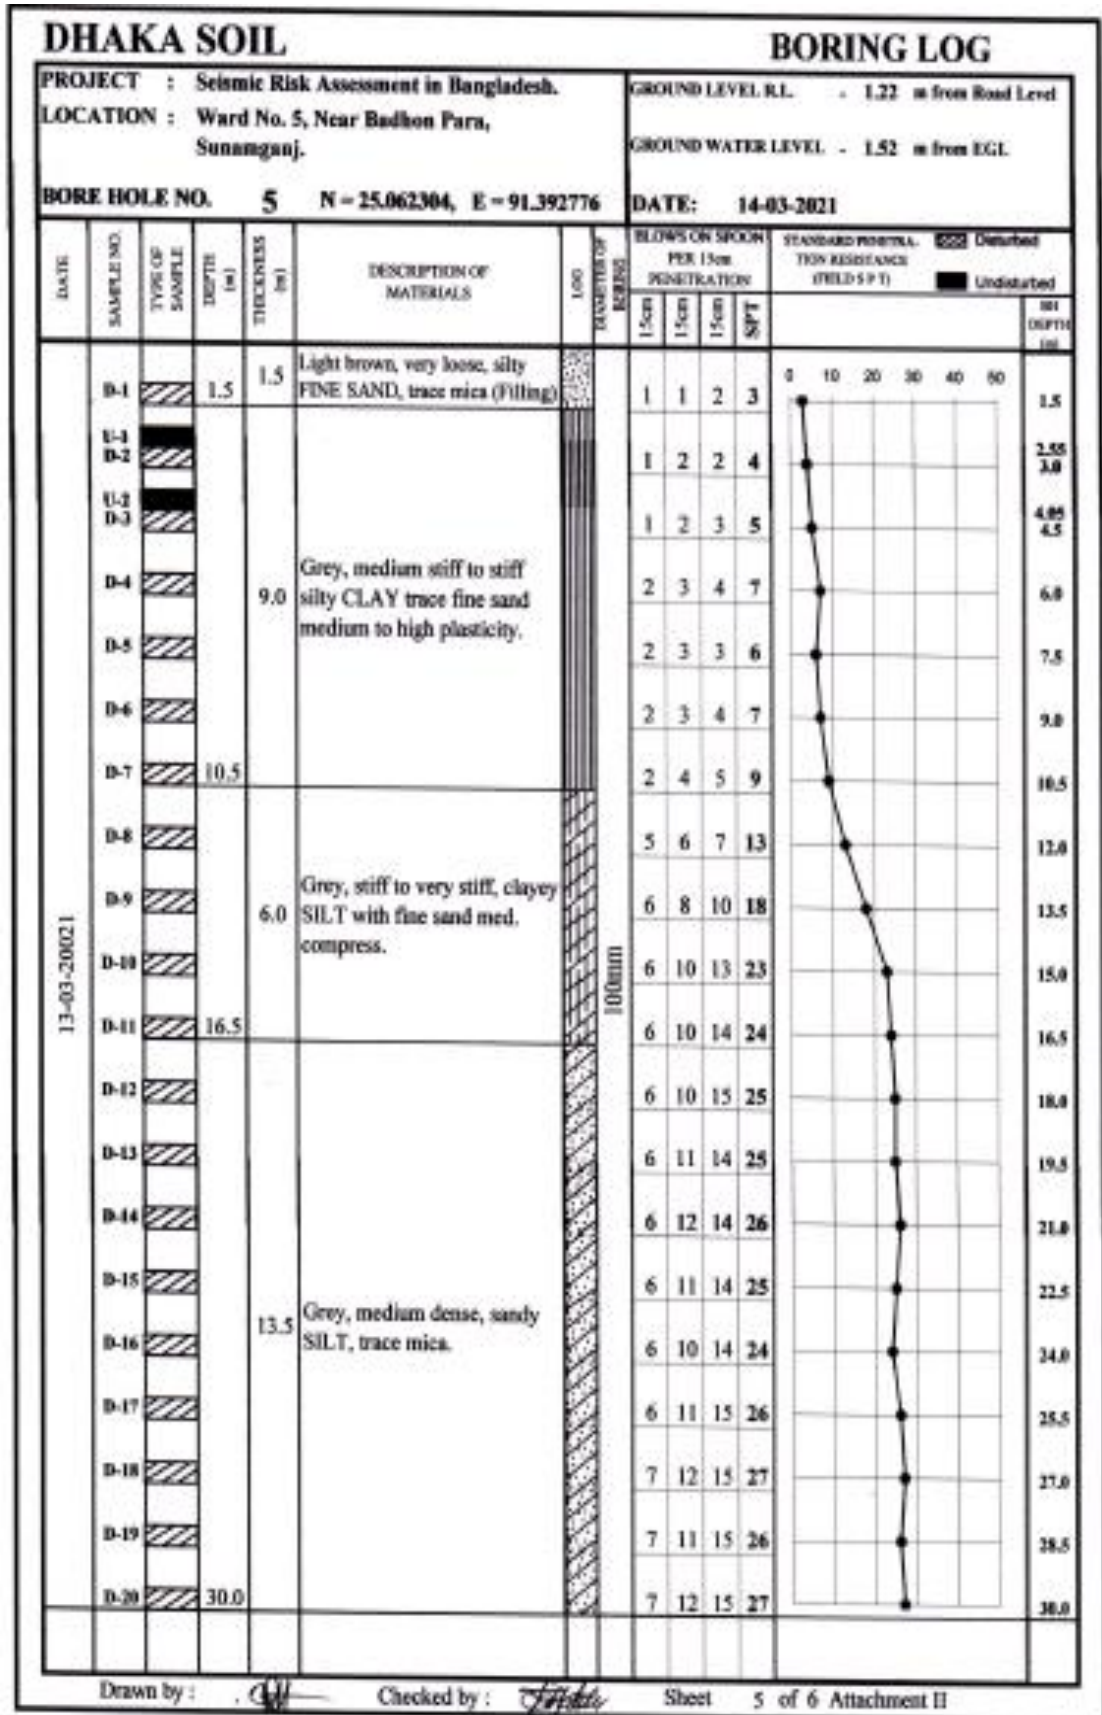 DHAKA SOIL
BORING LOG
PROJECT : Seismic Risk Assessment in Bangladesh.
LOCATION : Ward No. 5, Near Badhon Para,
Sunamganj.
GROUND LEVEL R.L. - 1.22 m from Road Level
GROUND WATER LEVEL - 1.52 m from EGL
BORE HOLE NO. 5 N = 25.062304, E = 91.392776
DATE: 14-03-2021
DATE
SAMPLE NO.
TYPE OF SAMPLE
DEPTH (m)
THICKNESS (m)
DESCRIPTION OF
MATERIALS
LOG
DIAMETER OF BORING
BLOWS ON SPOON
PER 15cm
PENETRATION
15cm 15cm 15cm SPT
STANDARD PENETRA-
TION RESISTANCE
(FIELD S P T)
Disturbed
Undisturbed
DEPTH
0 10 20 30 40 50
13-03-20021
100mm
Light brown, very loose, silty
FINE SAND, trace mica (Filling)
D-1 1.5 1.5 1 1 2 3 1.5
U-1 2.55
D-2 1 2 2 4 3.0
U-2 4.05
D-3 1 2 3 5 4.5
Grey, medium stiff to stiff
silty CLAY trace fine sand
medium to high plasticity.
D-4 9.0 2 3 4 7 6.0
D-5 2 3 3 6 7.5
D-6 2 3 4 7 9.0
D-7 10.5 2 4 5 9 10.5
D-8 5 6 7 13 12.0
Grey, stiff to very stiff, clayey
SILT with fine sand med.
compress.
D-9 6.0 6 8 10 18 13.5
D-10 6 10 13 23 15.0
D-11 16.5 6 10 14 24 16.5
D-12 6 10 15 25 18.0
D-13 6 11 14 25 19.5
D-14 6 12 14 26 21.0
D-15 6 11 14 25 22.5
Grey, medium dense, sandy
SILT, trace mica.
D-16 13.5 6 10 14 24 24.0
D-17 6 11 15 26 25.5
D-18 7 12 15 27 27.0
D-19 7 11 15 26 28.5
D-20 30.0 7 12 15 27 30.0
Drawn by : Checked by : Sheet 5 of 6 Attachment II